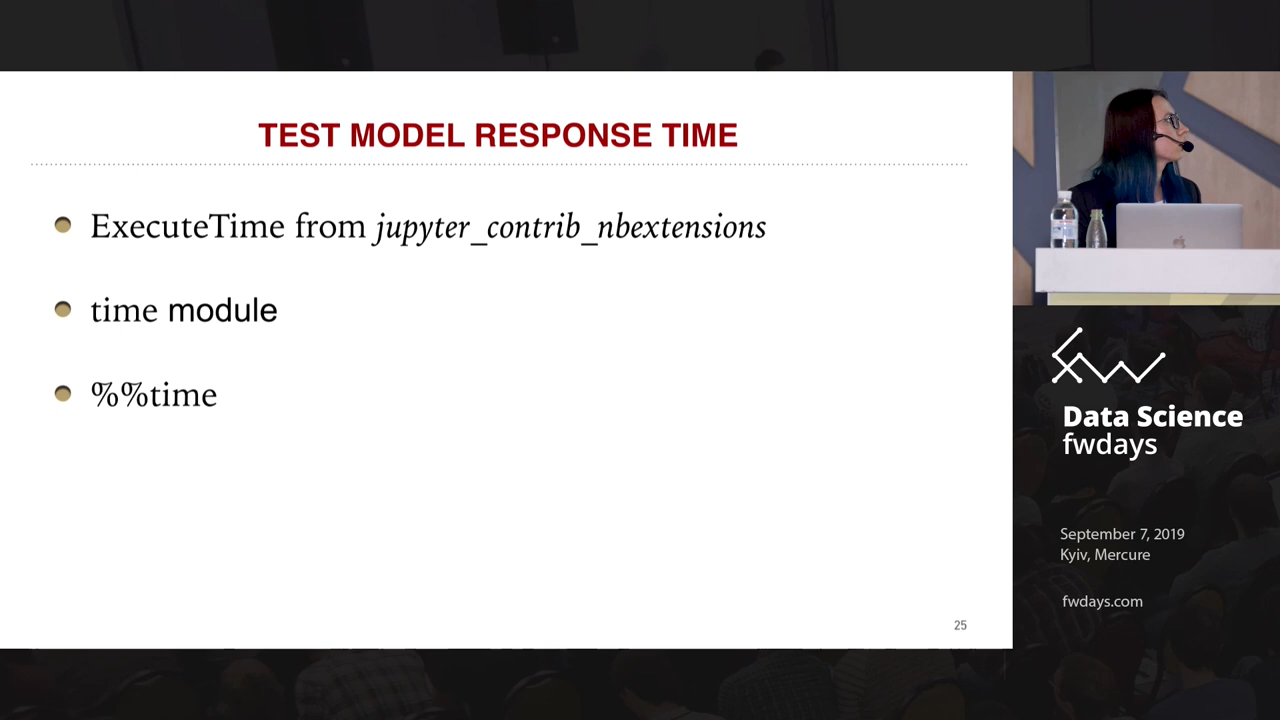 TEST MODEL RESPONSE TIME
ExecuteTime from jupyter_contrib_nbextensions
time module
%%time
25
Data Science
fwdays
September 7, 2019
Kyiv, Mercure
fwdays.com